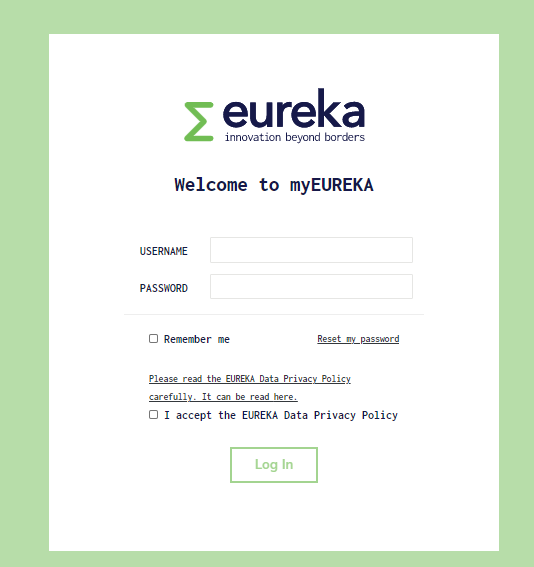 eureka
innovation beyond borders
Welcome to myEUREKA
USERNAME
PASSWORD
Remember me Reset my password
Please read the EUREKA Data Privacy Policy
carefully. It can be read here.
I accept the EUREKA Data Privacy Policy
Log In